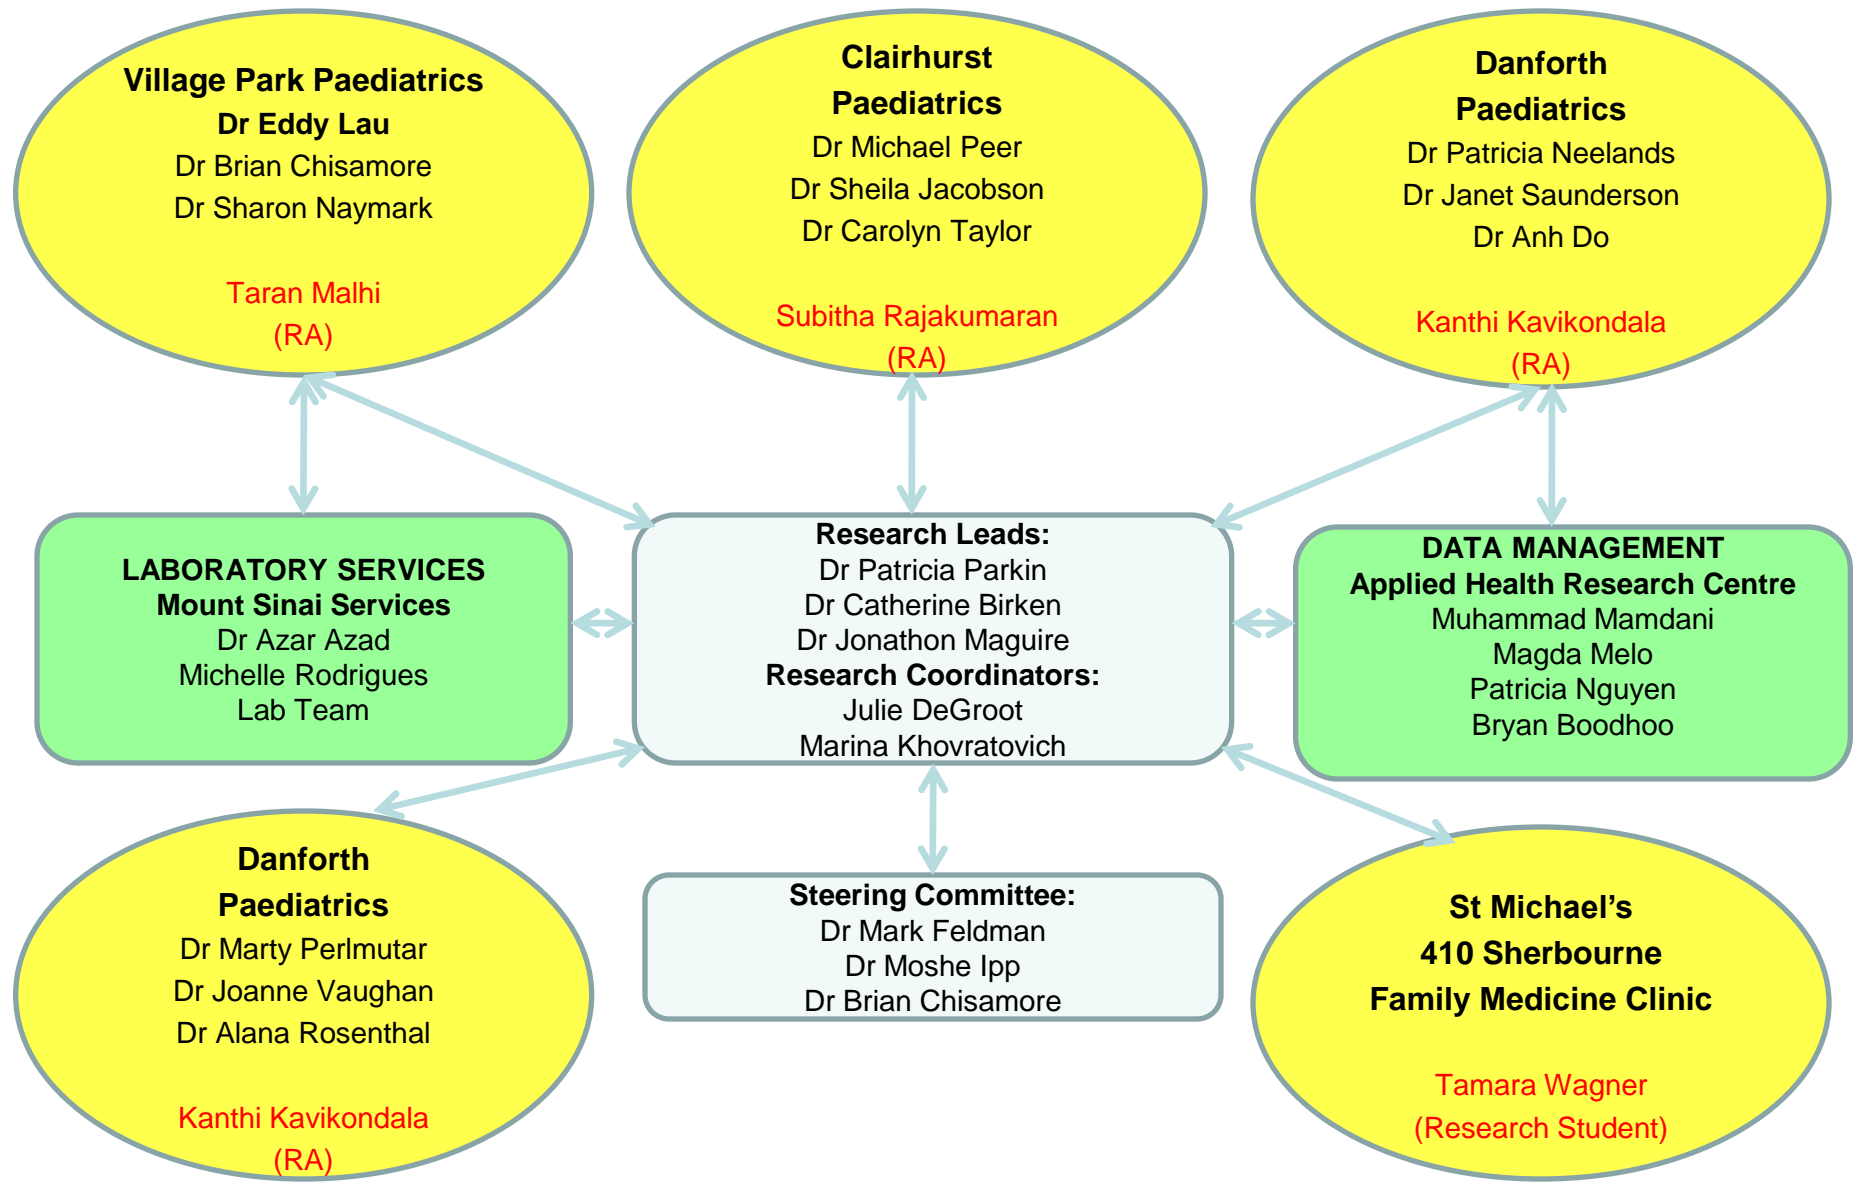 Village Park Paediatrics
Dr Eddy Lau
Dr Brian Chisamore
Dr Sharon Naymark
Taran Malhi
(RA)
Clairhurst
Paediatrics
Dr Michael Peer
Dr Sheila Jacobson
Dr Carolyn Taylor
Subitha Rajakumaran
(RA)
Danforth
Paediatrics
Dr Patricia Neelands
Dr Janet Saunderson
Dr Anh Do
Kanthi Kavikondala
(RA)
LABORATORY SERVICES
Mount Sinai Services
Dr Azar Azad
Michelle Rodrigues
Lab Team
Research Leads:
Dr Patricia Parkin
Dr Catherine Birken
Dr Jonathon Maguire
Research Coordinators:
Julie DeGroot
Marina Khovratovich
DATA MANAGEMENT
Applied Health Research Centre
Muhammad Mamdani
Magda Melo
Patricia Nguyen
Bryan Boodhoo
Danforth
Paediatrics
Dr Marty Perlmutar
Dr Joanne Vaughan
Dr Alana Rosenthal
Kanthi Kavikondala
(RA)
Steering Committee:
Dr Mark Feldman
Dr Moshe Ipp
Dr Brian Chisamore
St Michael’s
410 Sherbourne
Family Medicine Clinic
Tamara Wagner
(Research Student)